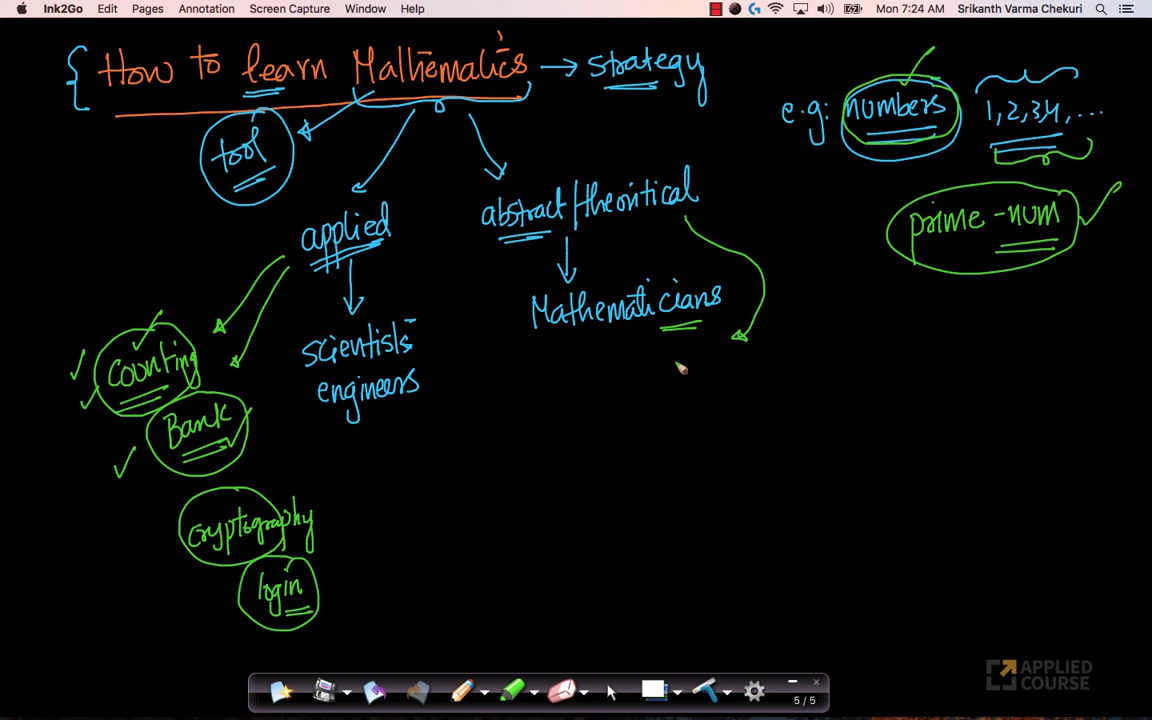 Ink2Go Edit Pages Annotation Screen Capture Window Help Mon 7:24 AM Srikanth Varma Chekuri
How to learn Mathematics → strategy
e.g: numbers 1,2,3,4, ...
tool
prime-num
applied
abstract/theoritical
Mathematicians
scientists
engineers
counting
Bank
cryptography
login
5/5
APPLIED
COURSE